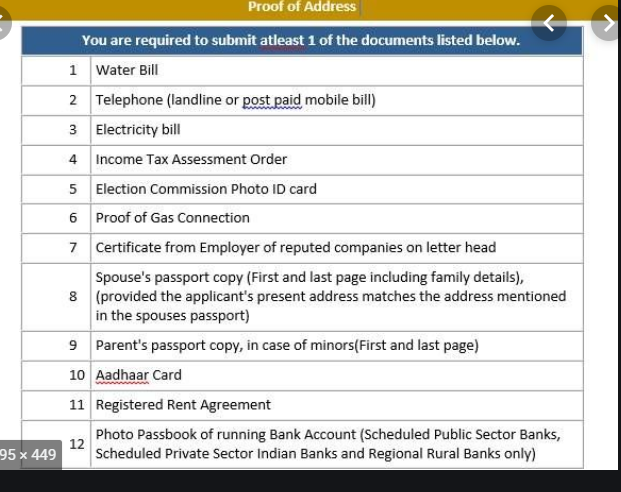 Proof of Address
You are required to submit atleast 1 of the documents listed below.
1 Water Bill
2 Telephone (landline or post paid mobile bill)
3 Electricity bill
4 Income Tax Assessment Order
5 Election Commission Photo ID card
6 Proof of Gas Connection
7 Certificate from Employer of reputed companies on letter head
8 Spouse's passport copy (First and last page including family details),
(provided the applicant's present address matches the address mentioned
in the spouses passport)
9 Parent's passport copy, in case of minors(First and last page)
10 Aadhaar Card
11 Registered Rent Agreement
12 Photo Passbook of running Bank Account (Scheduled Public Sector Banks,
Scheduled Private Sector Indian Banks and Regional Rural Banks only)
95 × 449